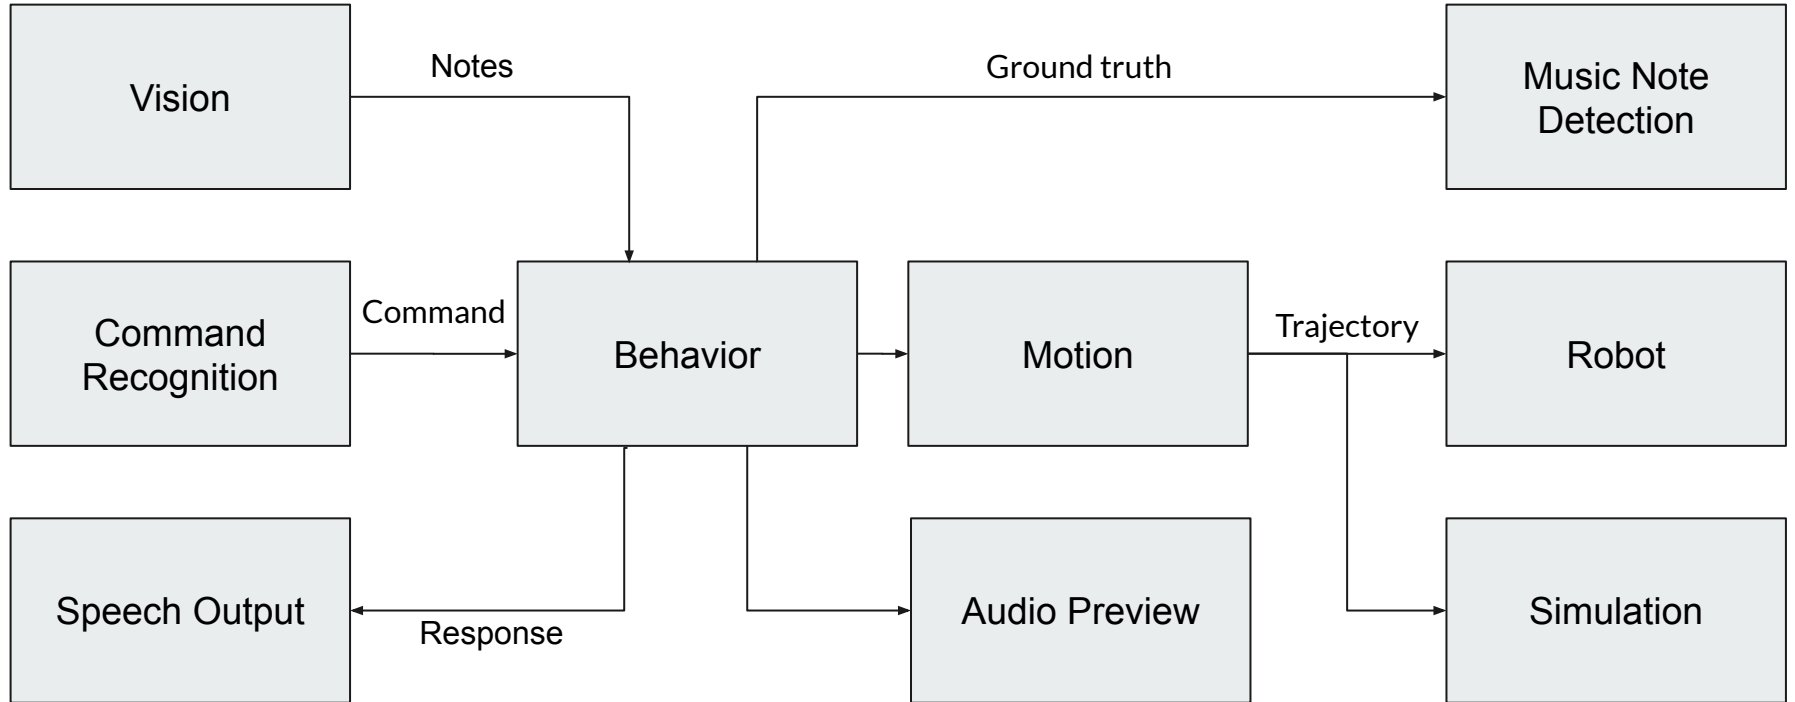 Notes
Ground truth
Vision
Music Note
Detection
Command
Recognition
Command
Behavior
Motion
Trajectory
Robot
Speech Output
Response
Audio Preview
Simulation